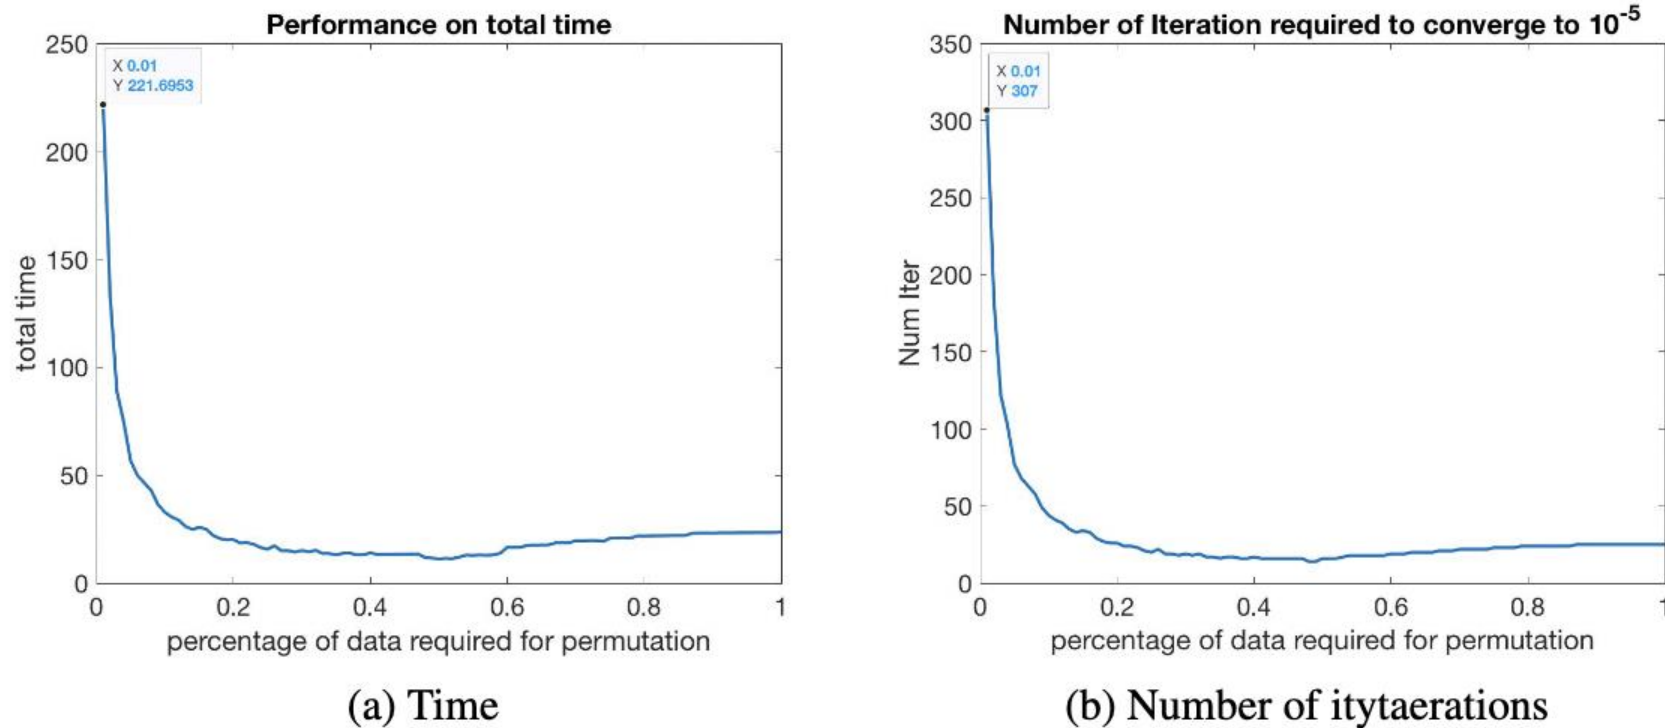 Performance on total time
250
X 0.01
Y 221.6953
200
150
100
50
0
total time
0 0.2 0.4 0.6 0.8 1
percentage of data required for permutation
(a) Time
Number of Iteration required to converge to 10^-5
350
X 0.01
Y 307
300
250
200
150
100
50
0
Num Iter
0 0.2 0.4 0.6 0.8 1
percentage of data required for permutation
(b) Number of itytaerations